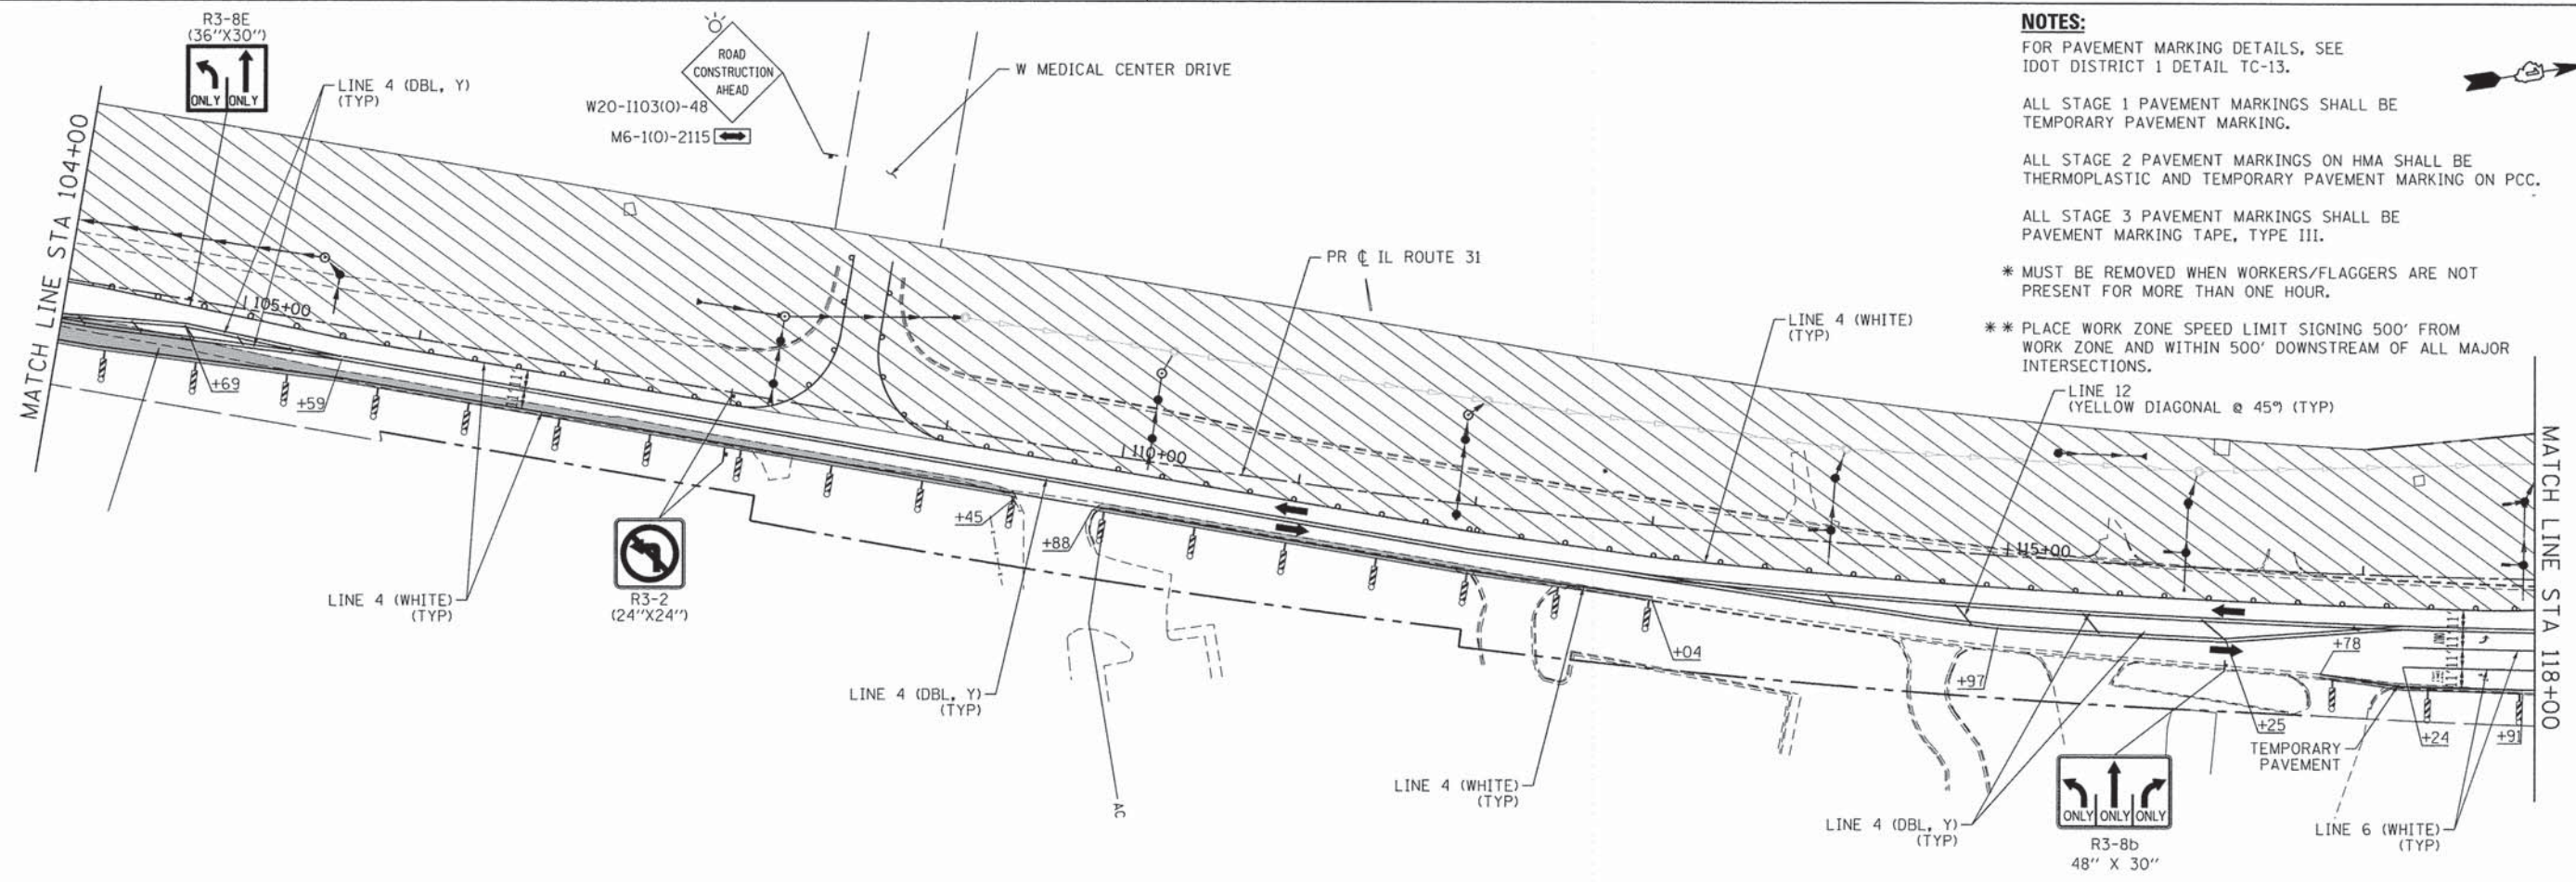 R3-8E
(36"X30")
ONLY ONLY
LINE 4 (DBL, Y)
(TYP)
MATCH LINE STA 104+00
105+00
+69
+59
11' 11'
ROAD
CONSTRUCTION
AHEAD
W20-I103(O)-48
M6-1(O)-2115
W MEDICAL CENTER DRIVE
PR ℄ IL ROUTE 31
LINE 4 (WHITE)
(TYP)
R3-2
(24"X24")
+45
+88
110+00
LINE 4 (DBL, Y)
(TYP)
AC
LINE 4 (WHITE)
(TYP)
+04
LINE 4 (WHITE)
(TYP)
115+00
LINE 12
(YELLOW DIAGONAL @ 45°) (TYP)
+97
LINE 4 (DBL, Y)
(TYP)
ONLY ONLY ONLY
R3-8b
48" X 30"
+25
TEMPORARY
PAVEMENT
+78
+24
+91
11' 11' 11' 11'
LINE 6 (WHITE)
(TYP)
MATCH LINE STA 118+00
NOTES:
FOR PAVEMENT MARKING DETAILS, SEE
IDOT DISTRICT 1 DETAIL TC-13.
ALL STAGE 1 PAVEMENT MARKINGS SHALL BE
TEMPORARY PAVEMENT MARKING.
ALL STAGE 2 PAVEMENT MARKINGS ON HMA SHALL BE
THERMOPLASTIC AND TEMPORARY PAVEMENT MARKING ON PCC.
ALL STAGE 3 PAVEMENT MARKINGS SHALL BE
PAVEMENT MARKING TAPE, TYPE III.
* MUST BE REMOVED WHEN WORKERS/FLAGGERS ARE NOT
PRESENT FOR MORE THAN ONE HOUR.
* * PLACE WORK ZONE SPEED LIMIT SIGNING 500' FROM
WORK ZONE AND WITHIN 500' DOWNSTREAM OF ALL MAJOR
INTERSECTIONS.